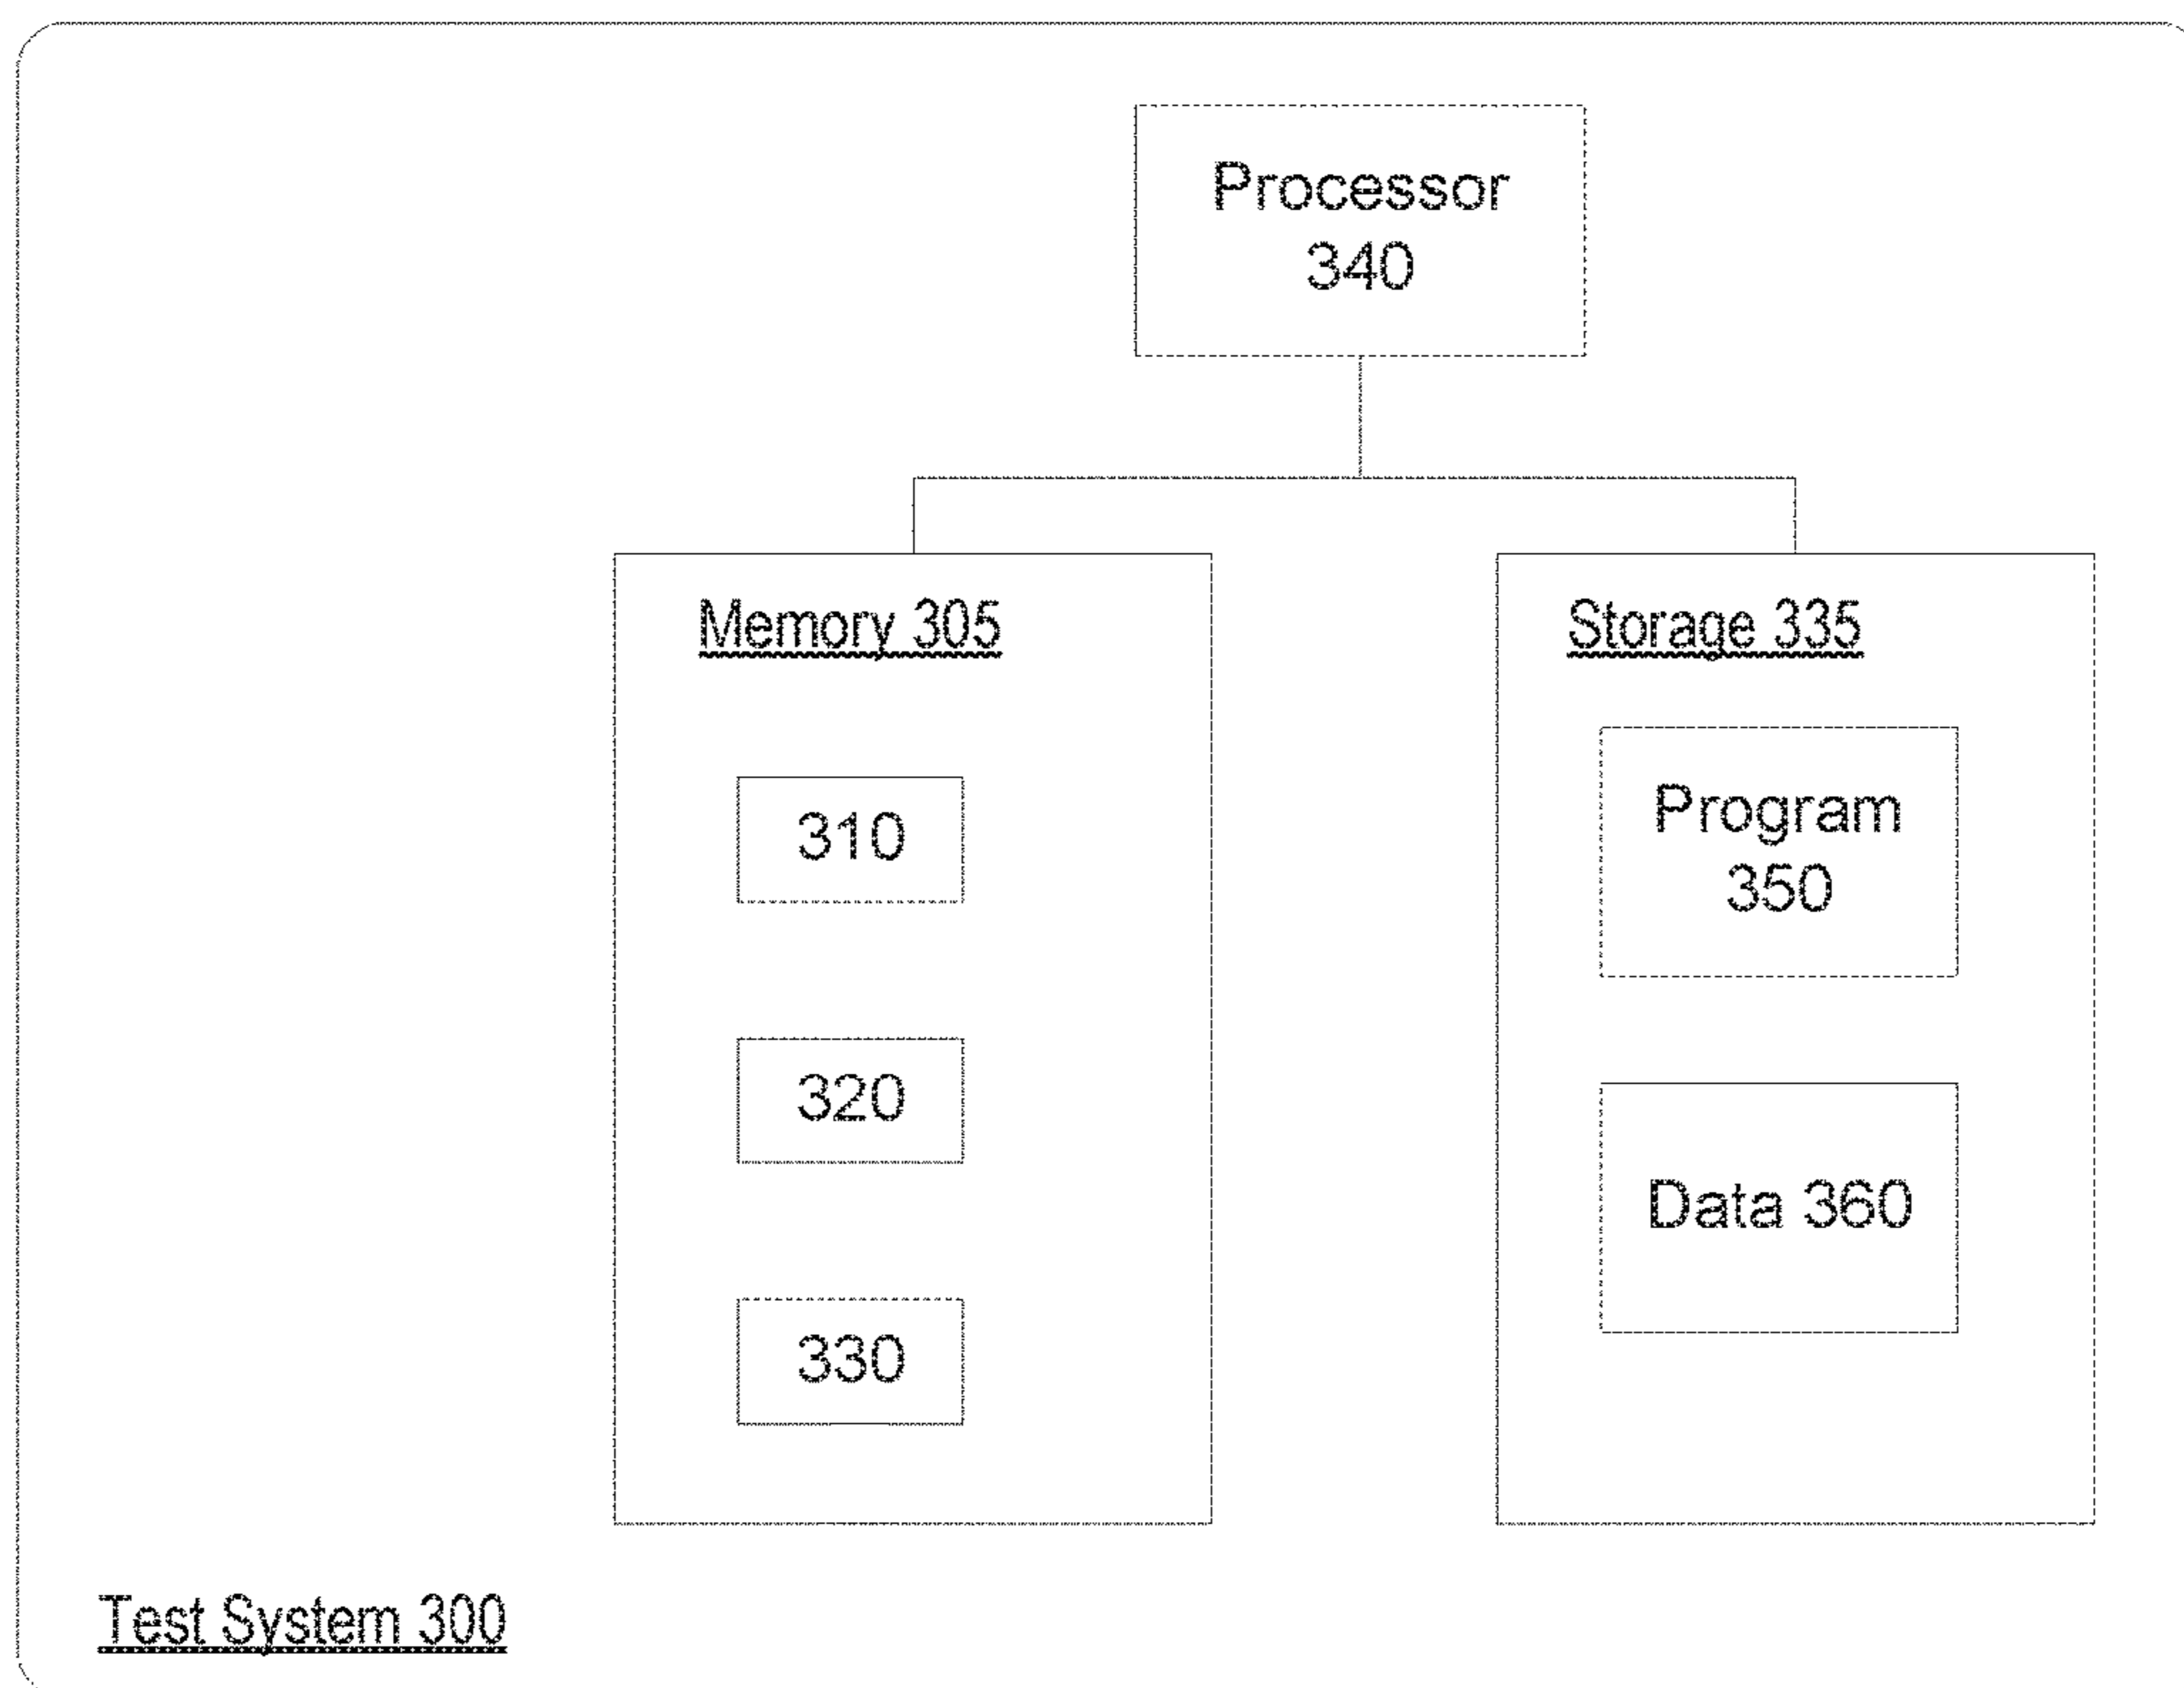 Processor
340
Memory 305
310
320
330
Storage 335
Program
350
Data 360
Test System 300